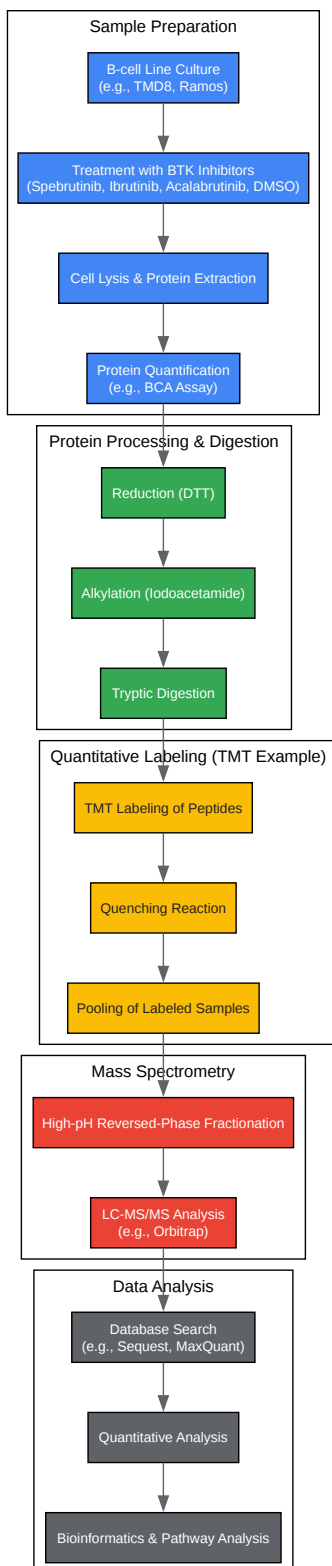 Sample Preparation
B-cell Line Culture
(e.g., TMD8, Ramos)
Treatment with BTK Inhibitors
(Spebrutinib, Ibrutinib, Acalabrutinib, DMSO)
Cell Lysis & Protein Extraction
Protein Quantification
(e.g., BCA Assay)
Protein Processing & Digestion
Reduction (DTT)
Alkylation (Iodoacetamide)
Tryptic Digestion
Quantitative Labeling (TMT Example)
TMT Labeling of Peptides
Quenching Reaction
Pooling of Labeled Samples
Mass Spectrometry
High-pH Reversed-Phase Fractionation
LC-MS/MS Analysis
(e.g., Orbitrap)
Data Analysis
Database Search
(e.g., Sequest, MaxQuant)
Quantitative Analysis
Bioinformatics & Pathway Analysis